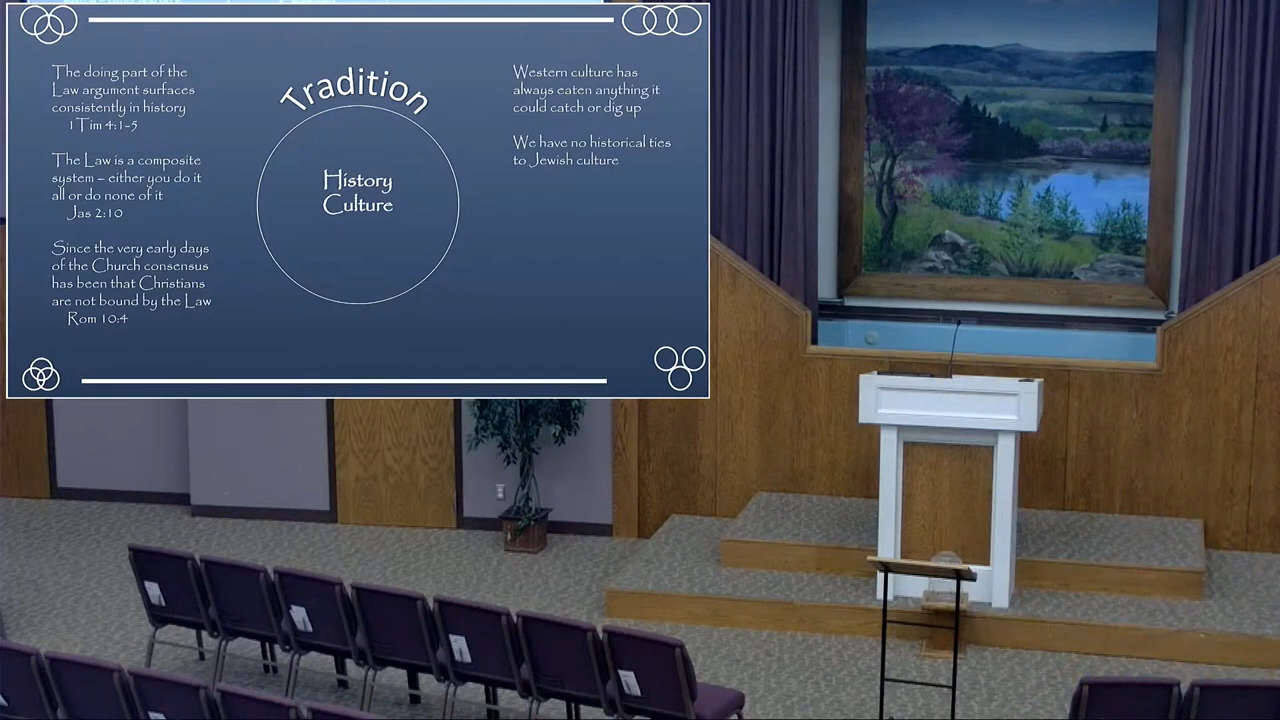 The doing part of the
Law argument surfaces
consistently in history
1 Tim 4:1-5
The Law is a composite
system – either you do it
all or do none of it
Jas 2:10
Since the very early days
of the Church consensus
has been that Christians
are not bound by the Law
Rom 10:4
Tradition
History
Culture
Western culture has
always eaten anything it
could catch or dig up
We have no historical ties
to Jewish culture